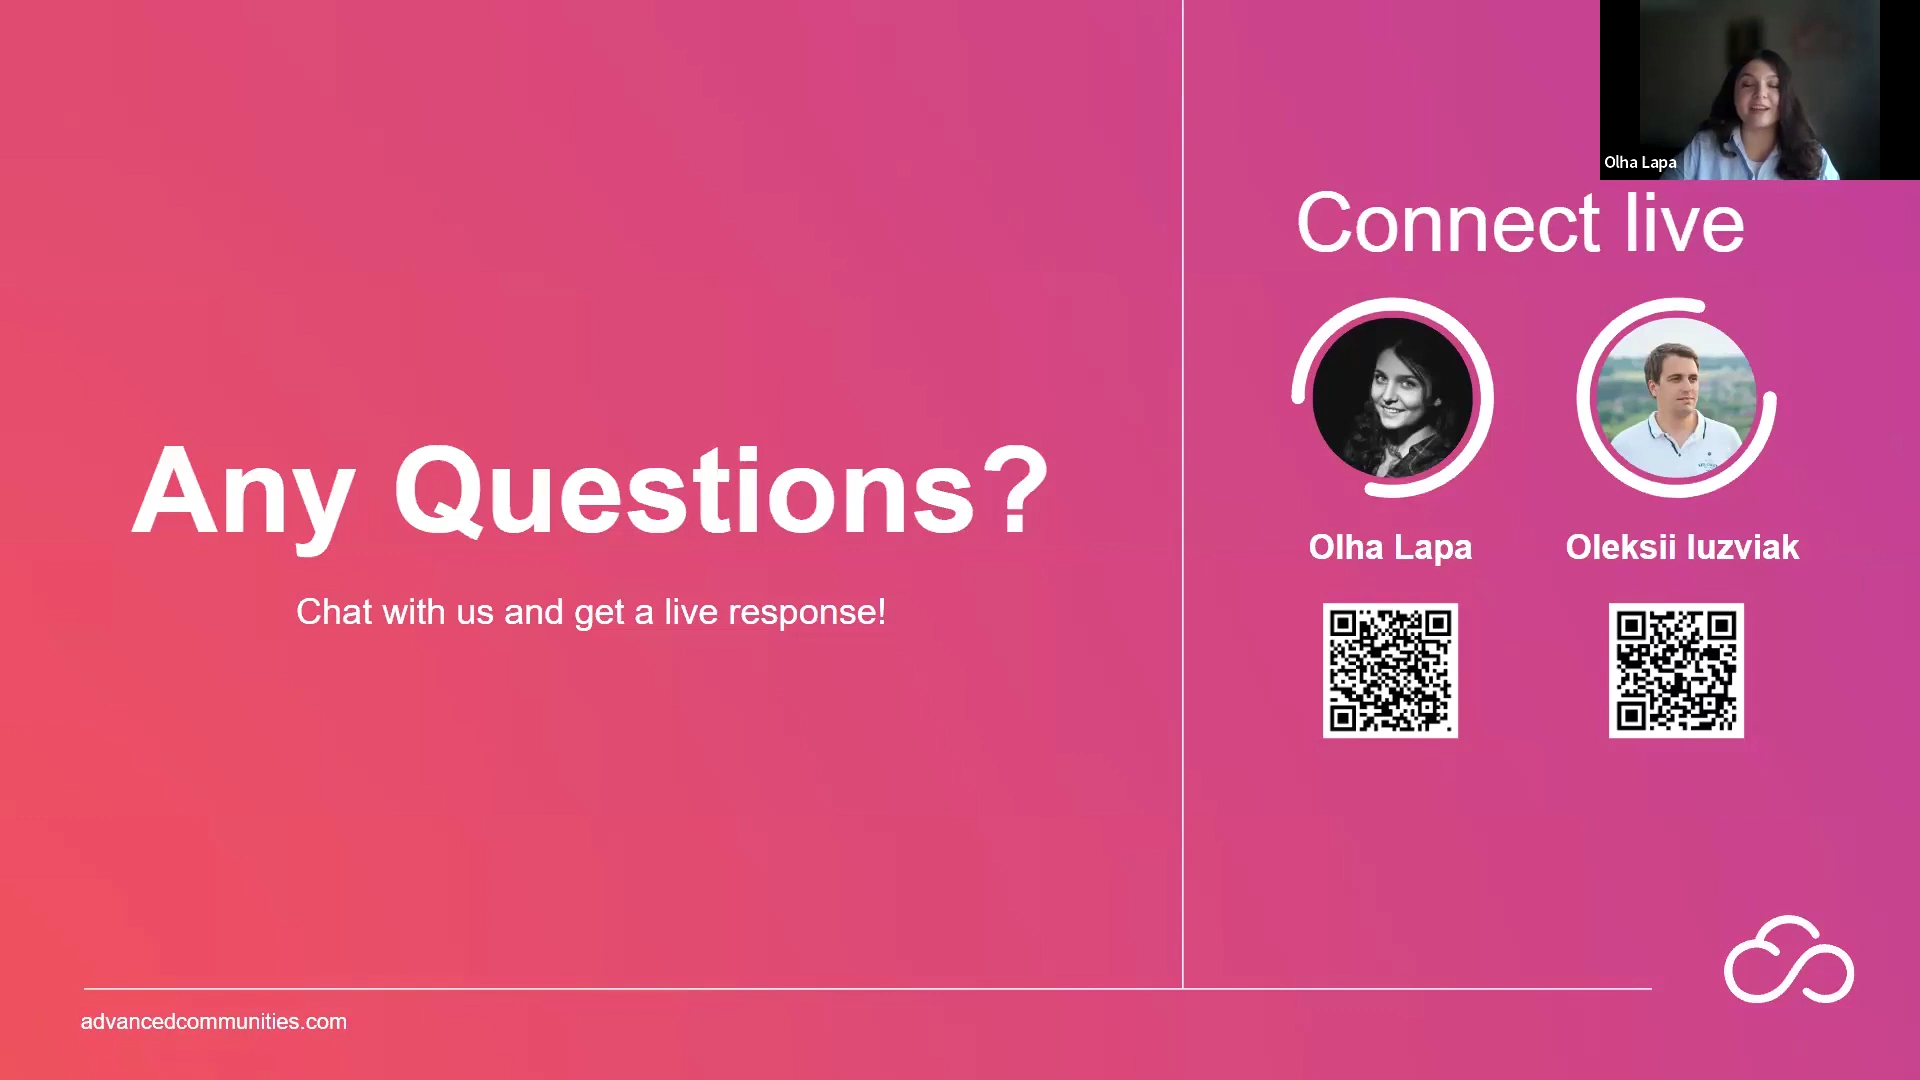 Olha Lapa
Connect live
Any Questions?
Chat with us and get a live response!
Olha Lapa
Oleksii Iuzviak
advancedcommunities.com